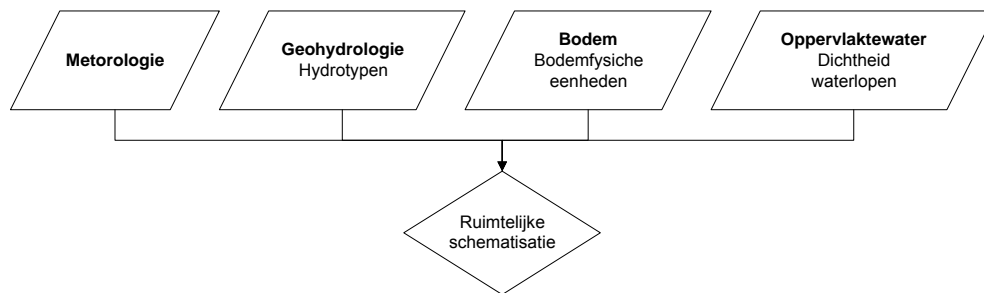 Metorologie
Geohydrologie
Hydrotypen
Bodem
Bodemfysiche
eenheden
Oppervlaktewater
Dichtheid
waterlopen
Ruimtelijke
schematisatie